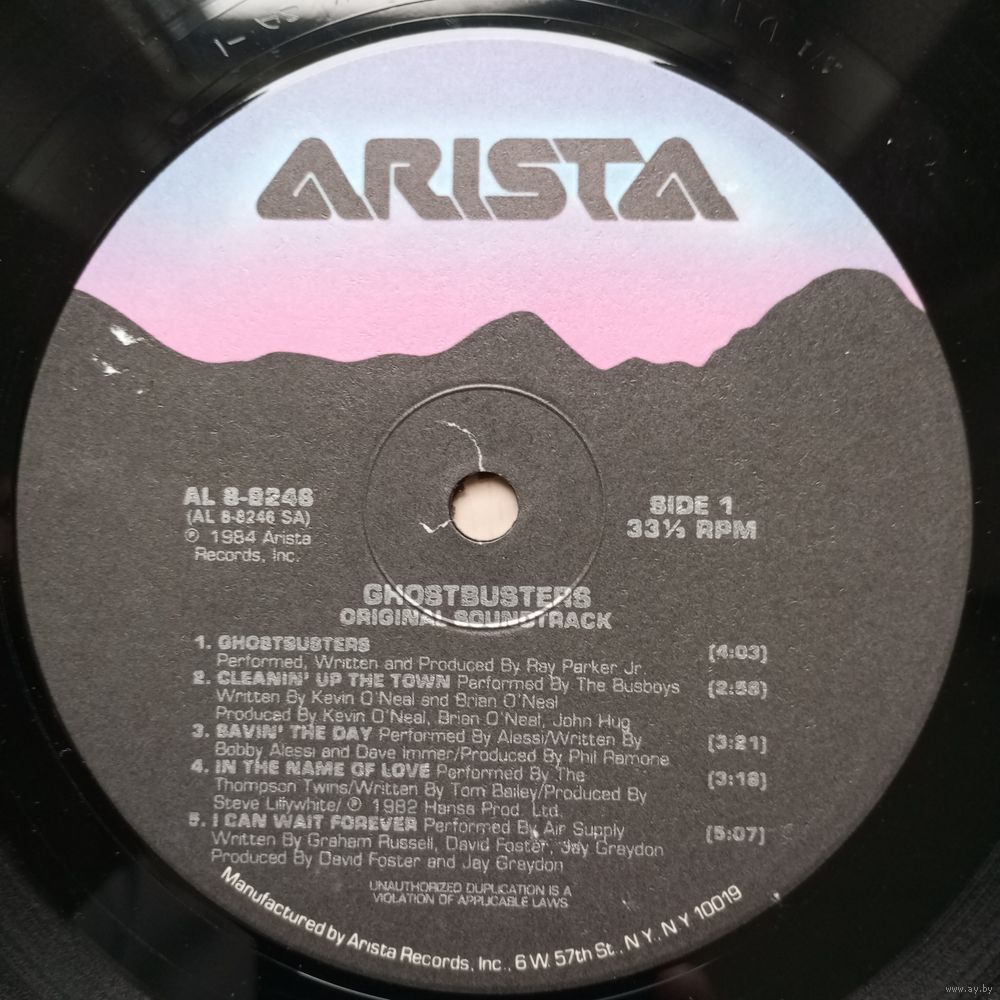 ARISTA
AL 8-8246
(AL 8-8246 SA)
℗ 1984 Arista
Records, Inc.
SIDE 1
33⅓ RPM
GHOSTBUSTERS
ORIGINAL SOUNDTRACK
1. GHOSTBUSTERS [4:03]
Performed, Written and Produced By Ray Parker Jr.
2. CLEANIN' UP THE TOWN Performed By The Busboys [2:58]
Written By Kevin O'Neal and Brian O'Neal
Produced By Kevin O'Neal, Brian O'Neal, John Hug
3. SAVIN' THE DAY Performed By Alessi/Written By [3:21]
Bobby Alessi and Dave Immer/Produced By Phil Ramone
4. IN THE NAME OF LOVE Performed By The [3:18]
Thompson Twins/Written By Tom Bailey/Produced By
Steve Lillywhite/ ℗ 1982 Hansa Prod. Ltd.
5. I CAN WAIT FOREVER Performed By Air Supply [5:07]
Written By Graham Russell, David Foster, Jay Graydon
Produced By David Foster and Jay Graydon
UNAUTHORIZED DUPLICATION IS A
VIOLATION OF APPLICABLE LAWS
Manufactured by Arista Records, Inc., 6 W. 57th St., N.Y., N.Y. 10019
www.ay.by